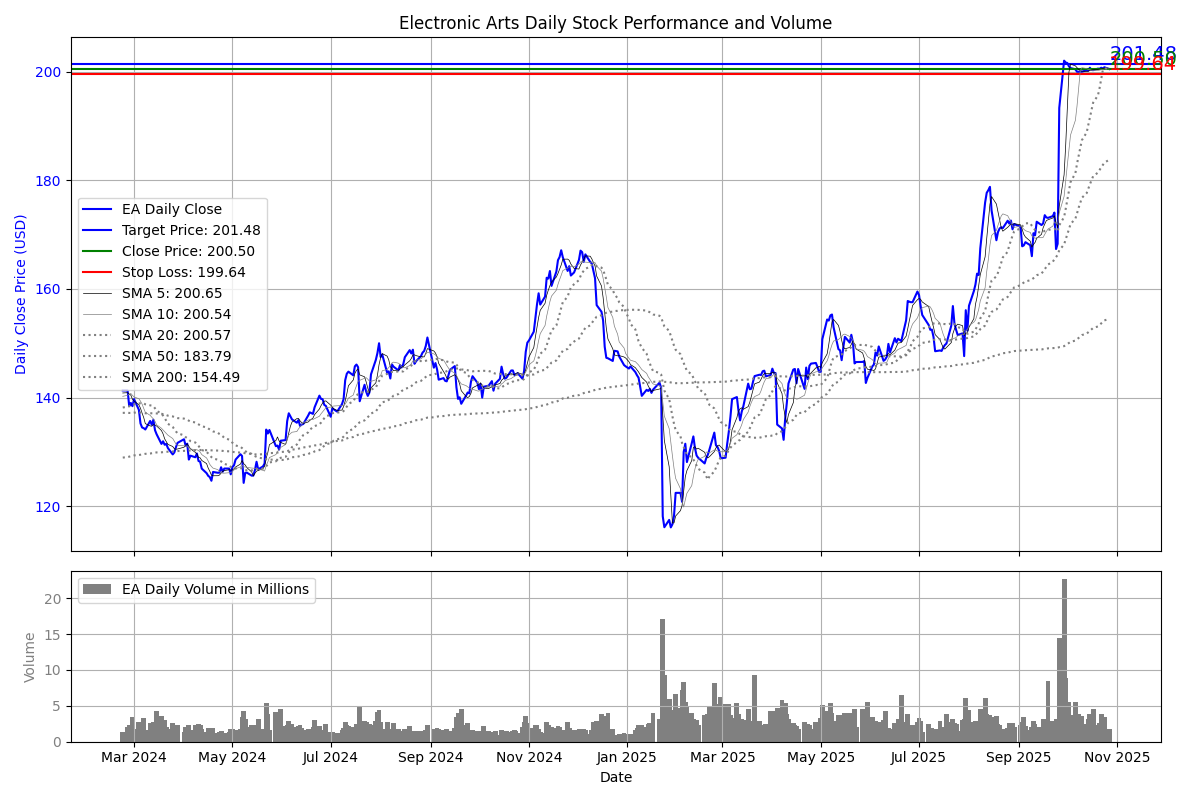 Electronic Arts Daily Stock Performance and Volume
201.48
200.50
199.64
200
180
160
140
120
Daily Close Price (USD)
EA Daily Close
Target Price: 201.48
Close Price: 200.50
Stop Loss: 199.64
SMA 5: 200.65
SMA 10: 200.54
SMA 20: 200.57
SMA 50: 183.79
SMA 200: 154.49
EA Daily Volume in Millions
20
15
10
5
0
Volume
Mar 2024 May 2024 Jul 2024 Sep 2024 Nov 2024 Jan 2025 Mar 2025 May 2025 Jul 2025 Sep 2025 Nov 2025
Date